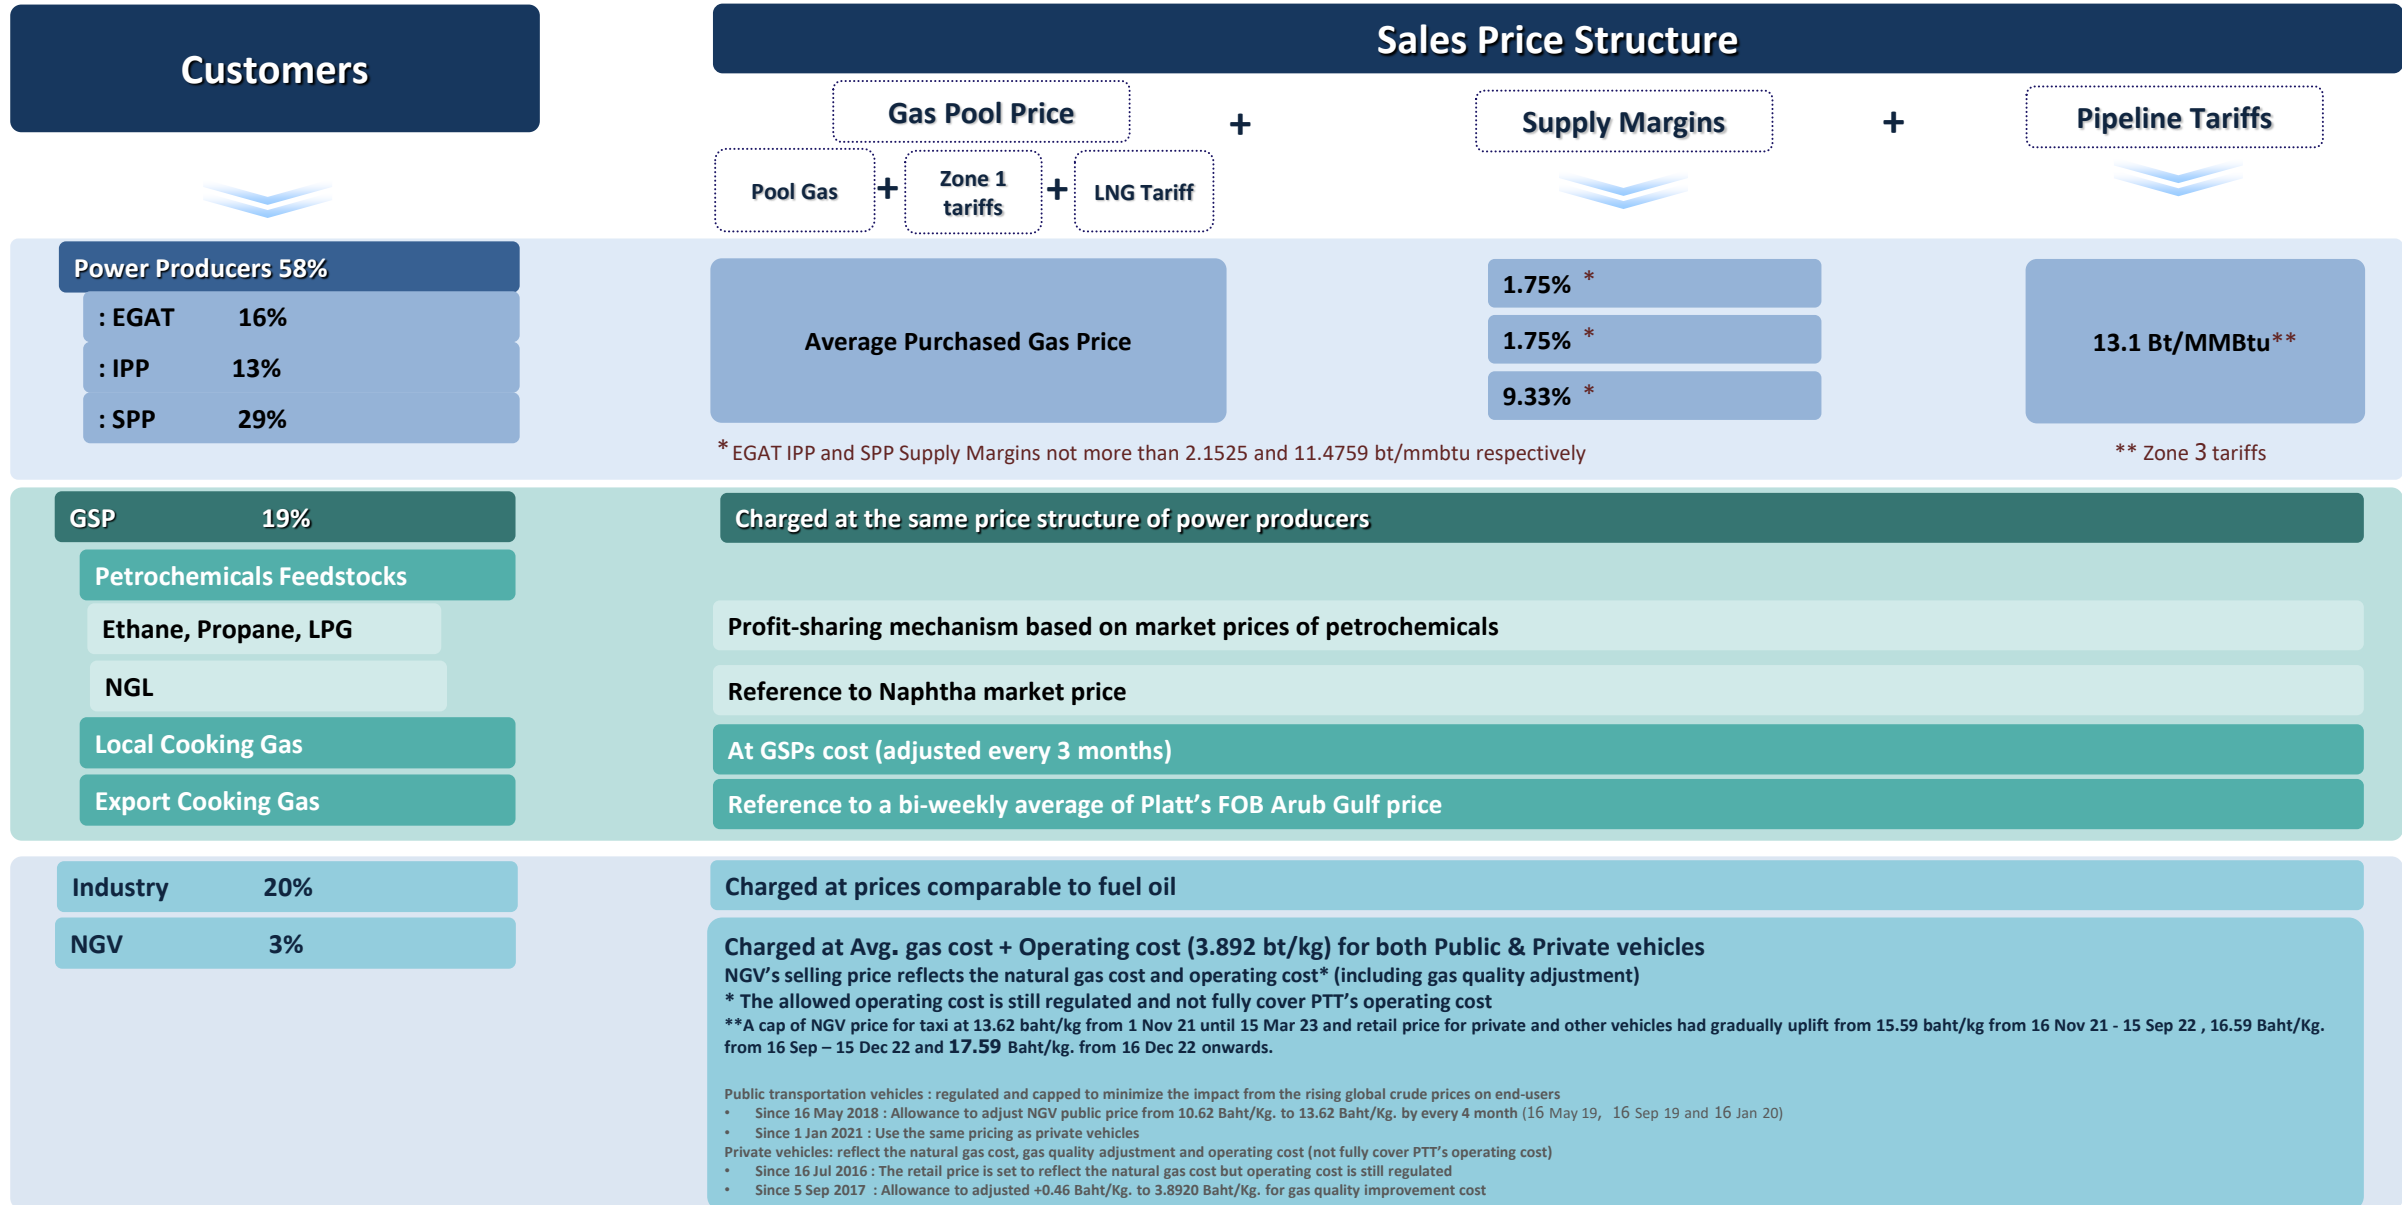 Customers
Sales Price Structure
Gas Pool Price
+
Supply Margins
+
Pipeline Tariffs
Pool Gas
+
Zone 1
tariffs
+
LNG Tariff
Power Producers 58%
: EGAT 16%
: IPP 13%
: SPP 29%
Average Purchased Gas Price
1.75% *
1.75% *
9.33% *
13.1 Bt/MMBtu**
* EGAT IPP and SPP Supply Margins not more than 2.1525 and 11.4759 bt/mmbtu respectively
** Zone 3 tariffs
GSP 19%
Charged at the same price structure of power producers
Petrochemicals Feedstocks
Ethane, Propane, LPG
Profit-sharing mechanism based on market prices of petrochemicals
NGL
Reference to Naphtha market price
Local Cooking Gas
At GSPs cost (adjusted every 3 months)
Export Cooking Gas
Reference to a bi-weekly average of Platt’s FOB Arub Gulf price
Industry 20%
Charged at prices comparable to fuel oil
NGV 3%
Charged at Avg. gas cost + Operating cost (3.892 bt/kg) for both Public & Private vehicles
NGV’s selling price reflects the natural gas cost and operating cost* (including gas quality adjustment)
* The allowed operating cost is still regulated and not fully cover PTT’s operating cost
**A cap of NGV price for taxi at 13.62 baht/kg from 1 Nov 21 until 15 Mar 23 and retail price for private and other vehicles had gradually uplift from 15.59 baht/kg from 16 Nov 21 - 15 Sep 22 , 16.59 Baht/Kg.
from 16 Sep – 15 Dec 22 and 17.59 Baht/kg. from 16 Dec 22 onwards.
Public transportation vehicles : regulated and capped to minimize the impact from the rising global crude prices on end-users
• Since 16 May 2018 : Allowance to adjust NGV public price from 10.62 Baht/Kg. to 13.62 Baht/Kg. by every 4 month (16 May 19, 16 Sep 19 and 16 Jan 20)
• Since 1 Jan 2021 : Use the same pricing as private vehicles
Private vehicles: reflect the natural gas cost, gas quality adjustment and operating cost (not fully cover PTT’s operating cost)
• Since 16 Jul 2016 : The retail price is set to reflect the natural gas cost but operating cost is still regulated
• Since 5 Sep 2017 : Allowance to adjusted +0.46 Baht/Kg. to 3.8920 Baht/Kg. for gas quality improvement cost